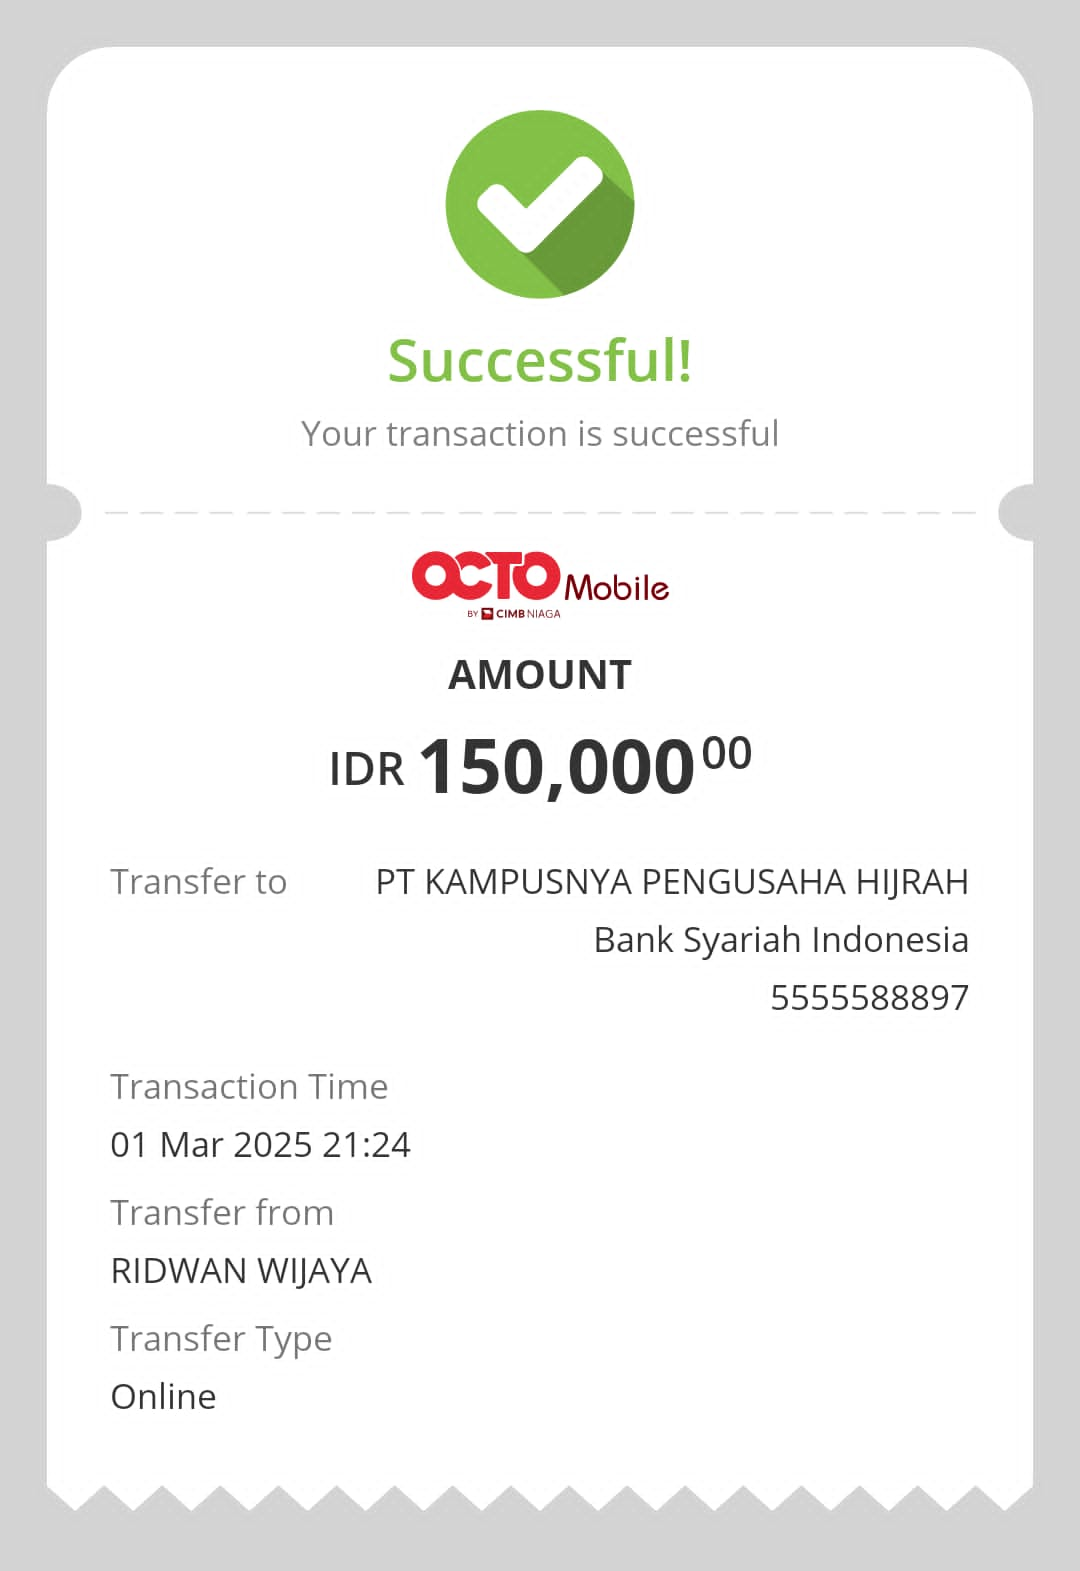 Successful!
Your transaction is successful
OCTO Mobile
BY CIMB NIAGA
AMOUNT
IDR 150,000 00
Transfer to PT KAMPUSNYA PENGUSAHA HIJRAH
Bank Syariah Indonesia
5555588897
Transaction Time
01 Mar 2025 21:24
Transfer from
RIDWAN WIJAYA
Transfer Type
Online